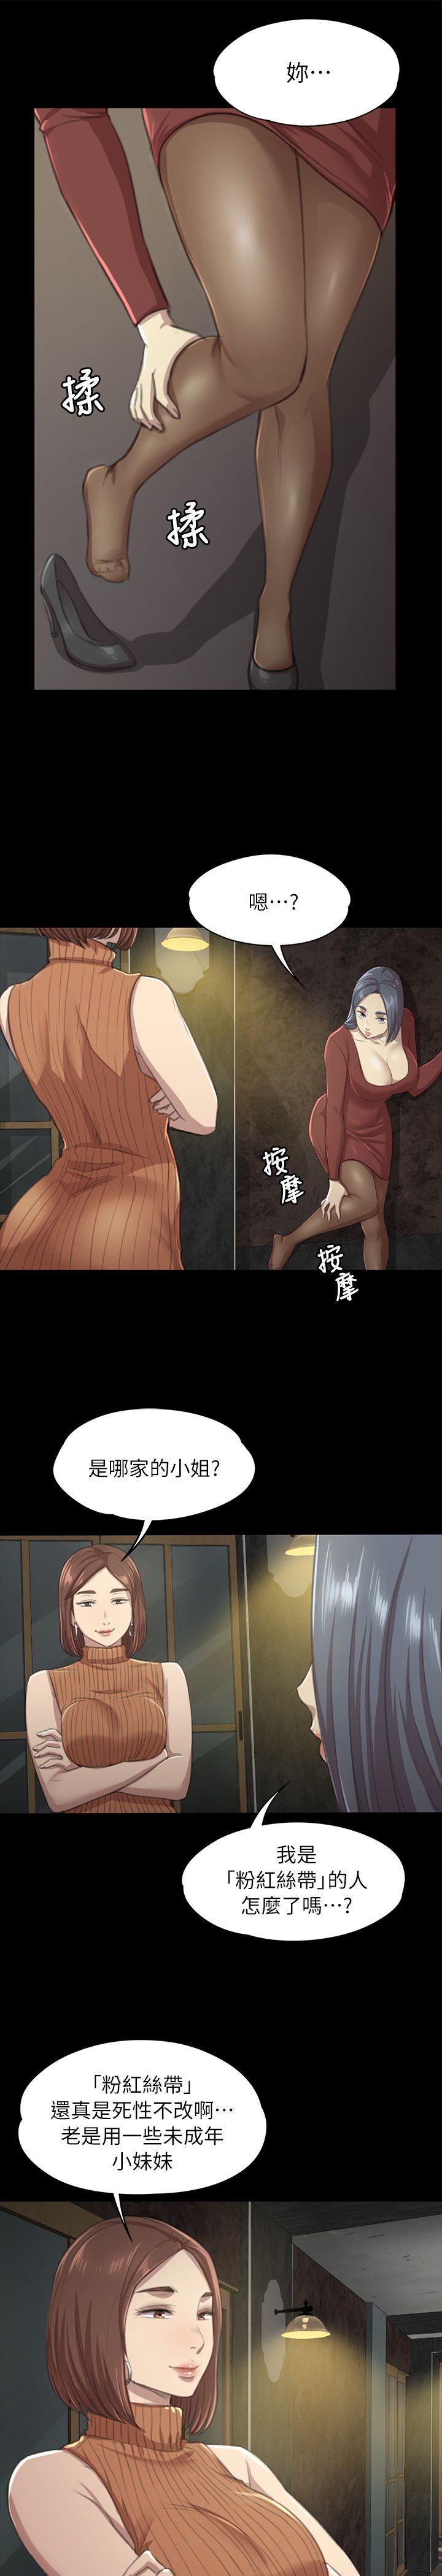 妳⋯
揉
揉
嗯⋯?
按
摩
按
摩
是哪家的小姐?
我是
「粉紅絲帶」的人
怎麼了嗎⋯?
「粉紅絲帶」
還真是死性不改啊⋯
老是用一些未成年
小妹妹